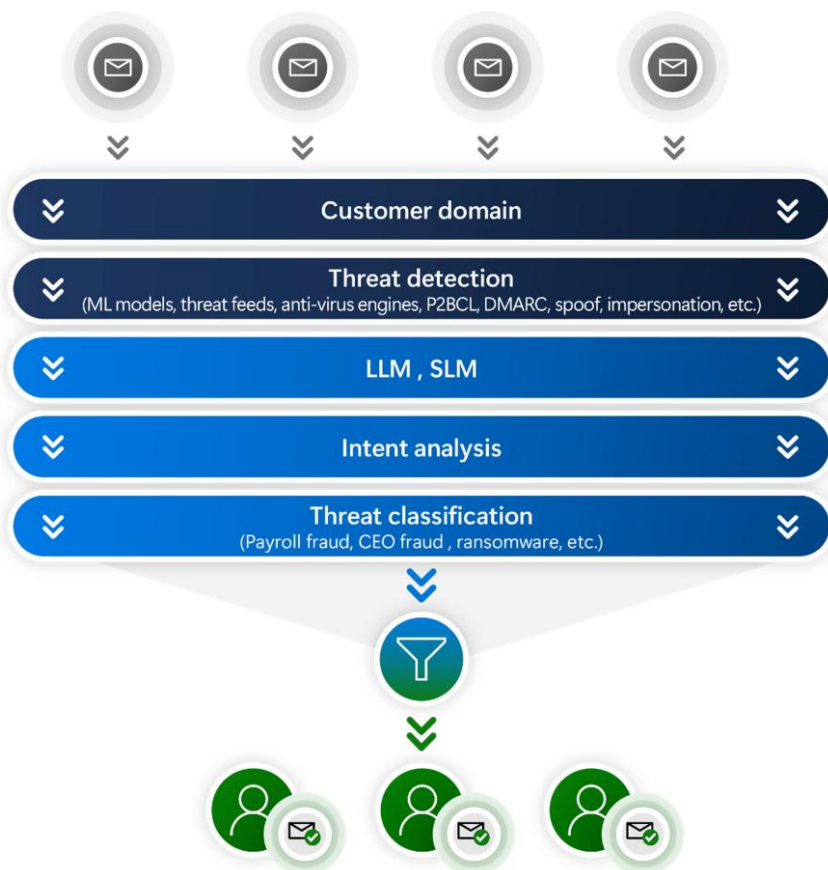 Customer domain
Threat detection
(ML models, threat feeds, anti-virus engines, P2BCL, DMARC, spoof, impersonation, etc.)
LLM , SLM
Intent analysis
Threat classification
(Payroll fraud, CEO fraud , ransomware, etc.)